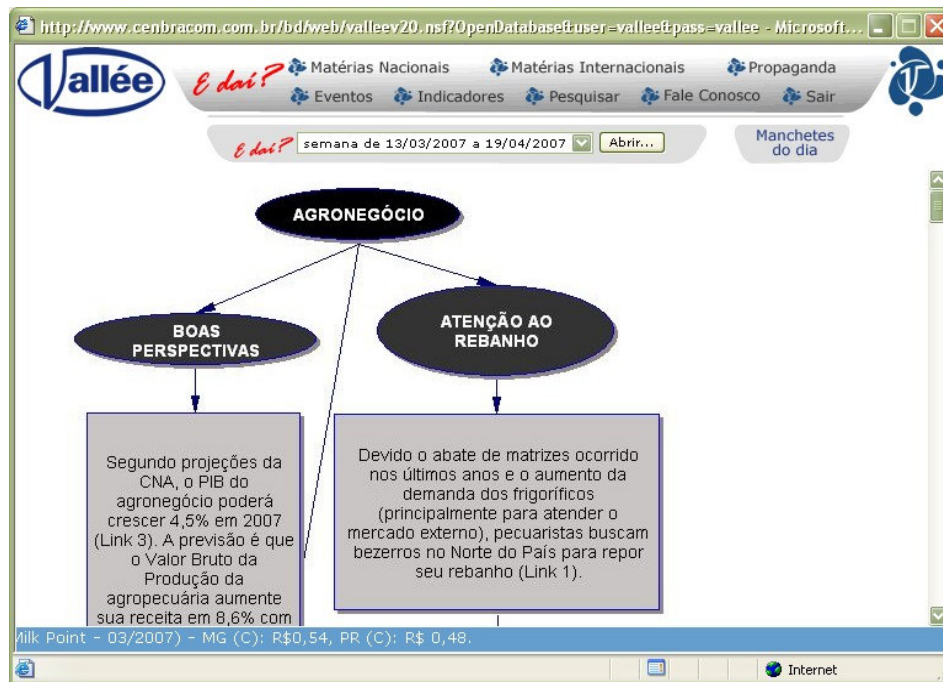 http://www.cenbracom.com.br/bd/web/valleev20.nsf?OpenDatabase&user=vallee&pass=vallee - Microsoft...
Vallée
E daí?
Matérias Nacionais Matérias Internacionais Propaganda
Eventos Indicadores Pesquisar Fale Conosco Sair
E daí? semana de 13/03/2007 a 19/04/2007 Abrir...
Manchetes
do dia
AGRONEGÓCIO
BOAS
PERSPECTIVAS
ATENÇÃO AO
REBANHO
Segundo projeções da
CNA, o PIB do
agronegócio poderá
crescer 4,5% em 2007
(Link 3). A previsão é que
o Valor Bruto da
Produção da
agropecuária aumente
sua receita em 8,6% com
Devido o abate de matrizes ocorrido
nos últimos anos e o aumento da
demanda dos frigoríficos
(principalmente para atender o
mercado externo), pecuaristas buscam
bezerros no Norte do País para repor
seu rebanho (Link 1).
Milk Point - 03/2007) - MG (C): R$0,54, PR (C): R$ 0,48.
Internet